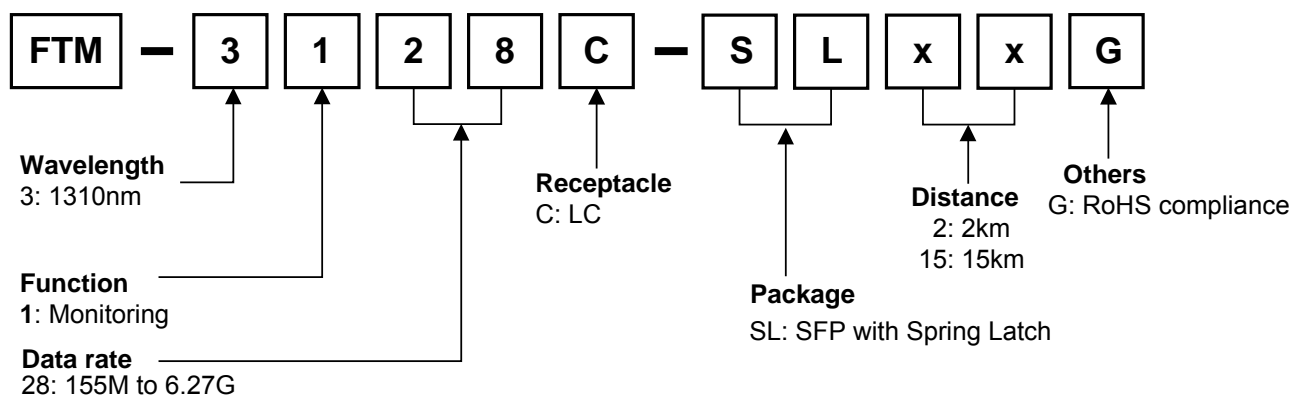 FTM – 3 1 2 8 C – S L x x G
Wavelength
3: 1310nm
Function
1: Monitoring
Data rate
28: 155M to 6.27G
Receptacle
C: LC
Package
SL: SFP with Spring Latch
Distance
2: 2km
15: 15km
Others
G: RoHS compliance